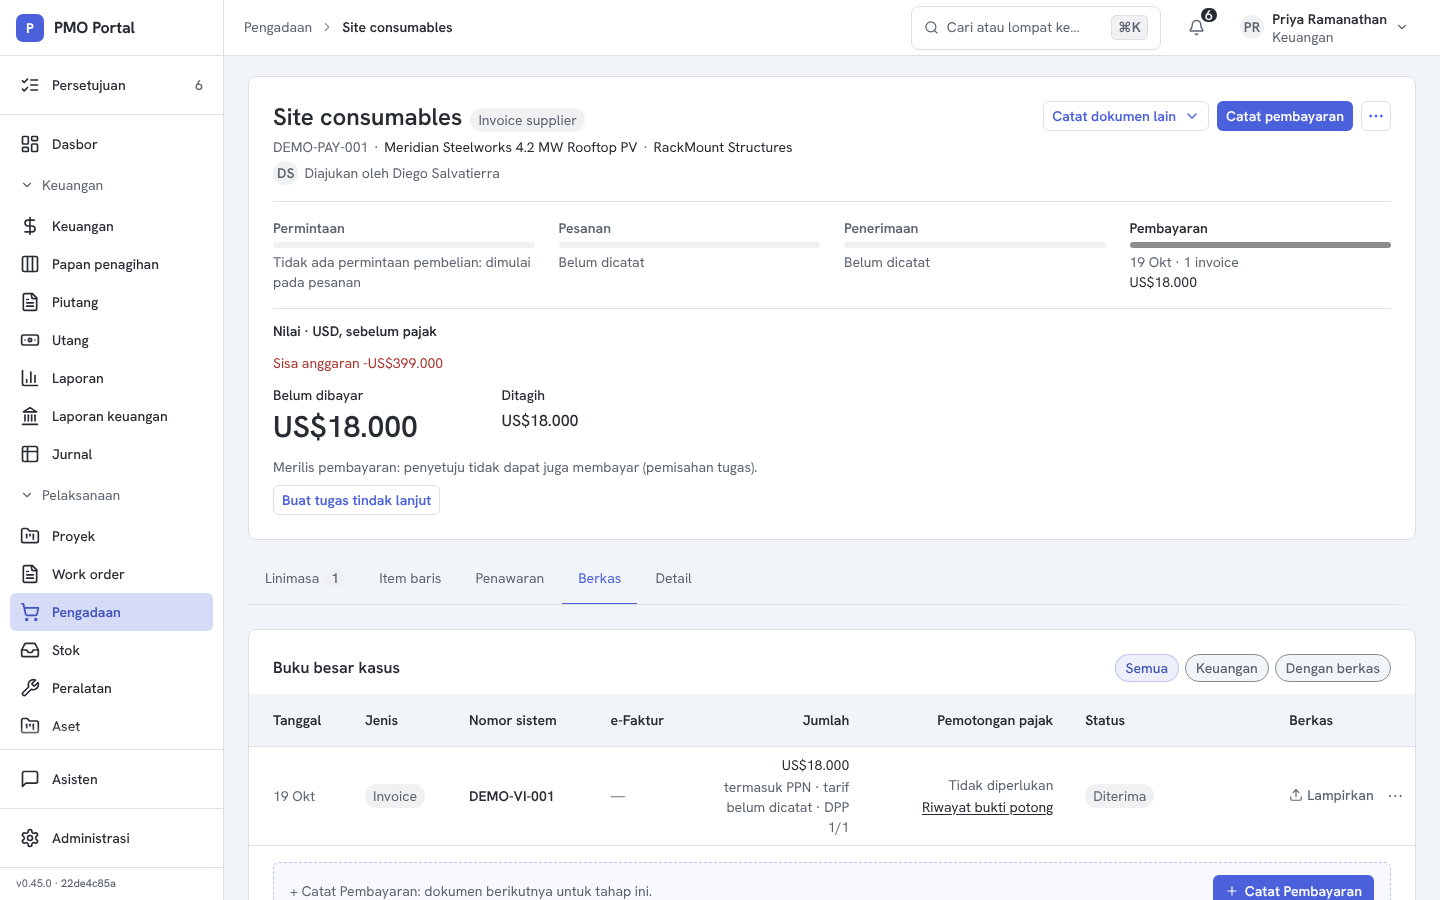 P PMO Portal
Pengadaan
Site consumables
Cari atau lompat ke...
⌘K
6
PR
Priya Ramanathan
Keuangan
Persetujuan 6
Dasbor
Keuangan
Keuangan
Papan penagihan
Piutang
Utang
Laporan
Laporan keuangan
Jurnal
Pelaksanaan
Proyek
Work order
Pengadaan
Stok
Peralatan
Aset
Asisten
Administrasi
v0.45.0 · 22de4c85a
Site consumables Invoice supplier
Catat dokumen lain
Catat pembayaran
···
DEMO-PAY-001 · Meridian Steelworks 4.2 MW Rooftop PV · RackMount Structures
DS Diajukan oleh Diego Salvatierra
Permintaan
Tidak ada permintaan pembelian: dimulai
pada pesanan
Pesanan
Belum dicatat
Penerimaan
Belum dicatat
Pembayaran
19 Okt · 1 invoice
US$18.000
Nilai · USD, sebelum pajak
Sisa anggaran -US$399.000
Belum dibayar
US$18.000
Ditagih
US$18.000
Merilis pembayaran: penyetuju tidak dapat juga membayar (pemisahan tugas).
Buat tugas tindak lanjut
Linimasa 1
Item baris
Penawaran
Berkas
Detail
Buku besar kasus
Semua
Keuangan
Dengan berkas
Tanggal Jenis Nomor sistem e-Faktur Jumlah Pemotongan pajak Status Berkas
19 Okt
Invoice
DEMO-VI-001
—
US$18.000
termasuk PPN · tarif
belum dicatat · DPP
1/1
Tidak diperlukan
Riwayat bukti potong
Diterima
Lampirkan
···
+ Catat Pembayaran: dokumen berikutnya untuk tahap ini.
+ Catat Pembayaran